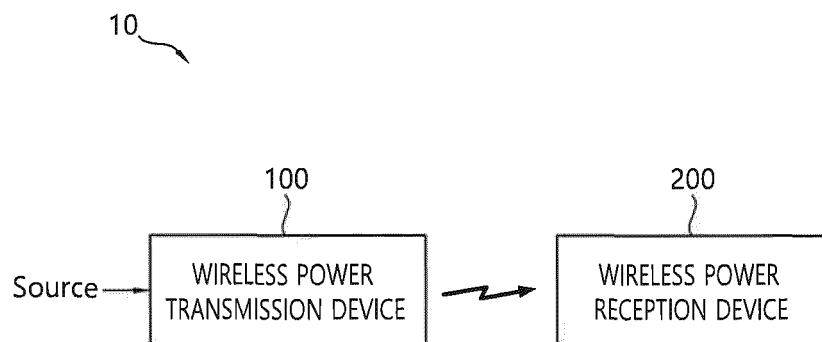 10
100
200
Source
WIRELESS POWER
TRANSMISSION DEVICE
WIRELESS POWER
RECEPTION DEVICE